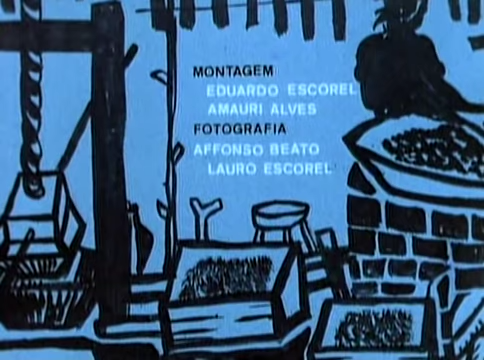 MONTAGEM
EDUARDO ESCOREL
AMAURI ALVES
FOTOGRAFIA
AFFONSO BEATO
LAURO ESCOREL